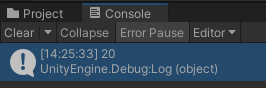 Project Console
Clear Collapse Error Pause Editor
[14:25:33] 20
UnityEngine.Debug:Log (object)